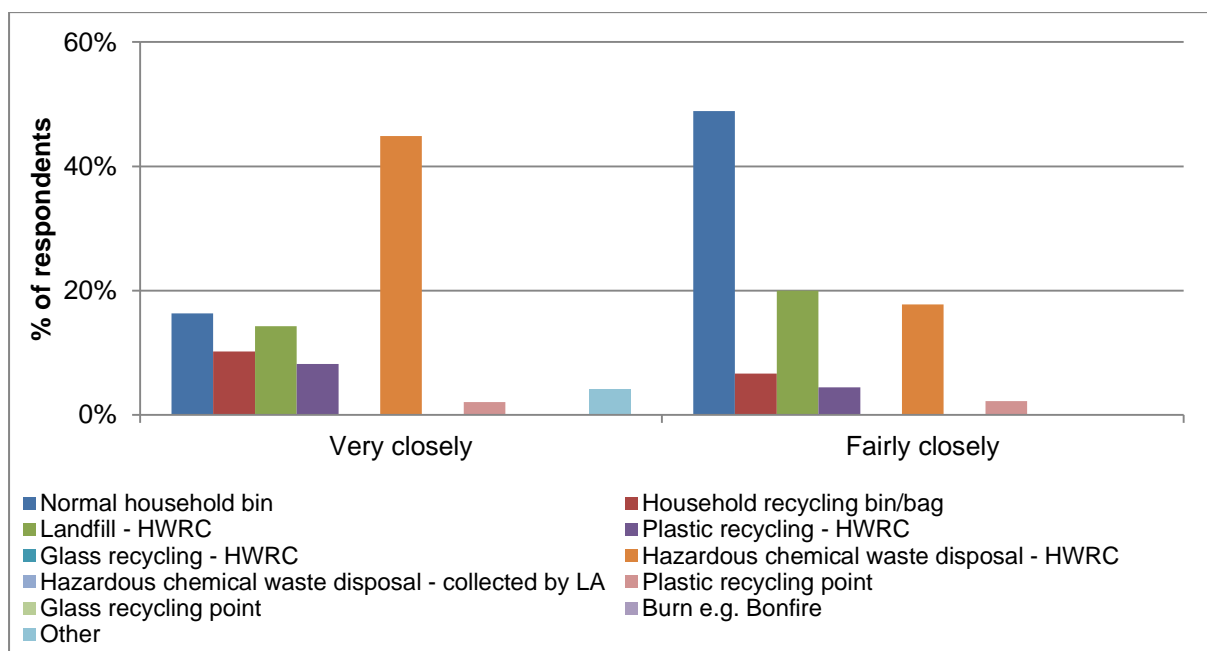 60%
40%
20%
0%
% of respondents
Very closely Fairly closely
Normal household bin Household recycling bin/bag
Landfill - HWRC Plastic recycling - HWRC
Glass recycling - HWRC Hazardous chemical waste disposal - HWRC
Hazardous chemical waste disposal - collected by LA Plastic recycling point
Glass recycling point Burn e.g. Bonfire
Other